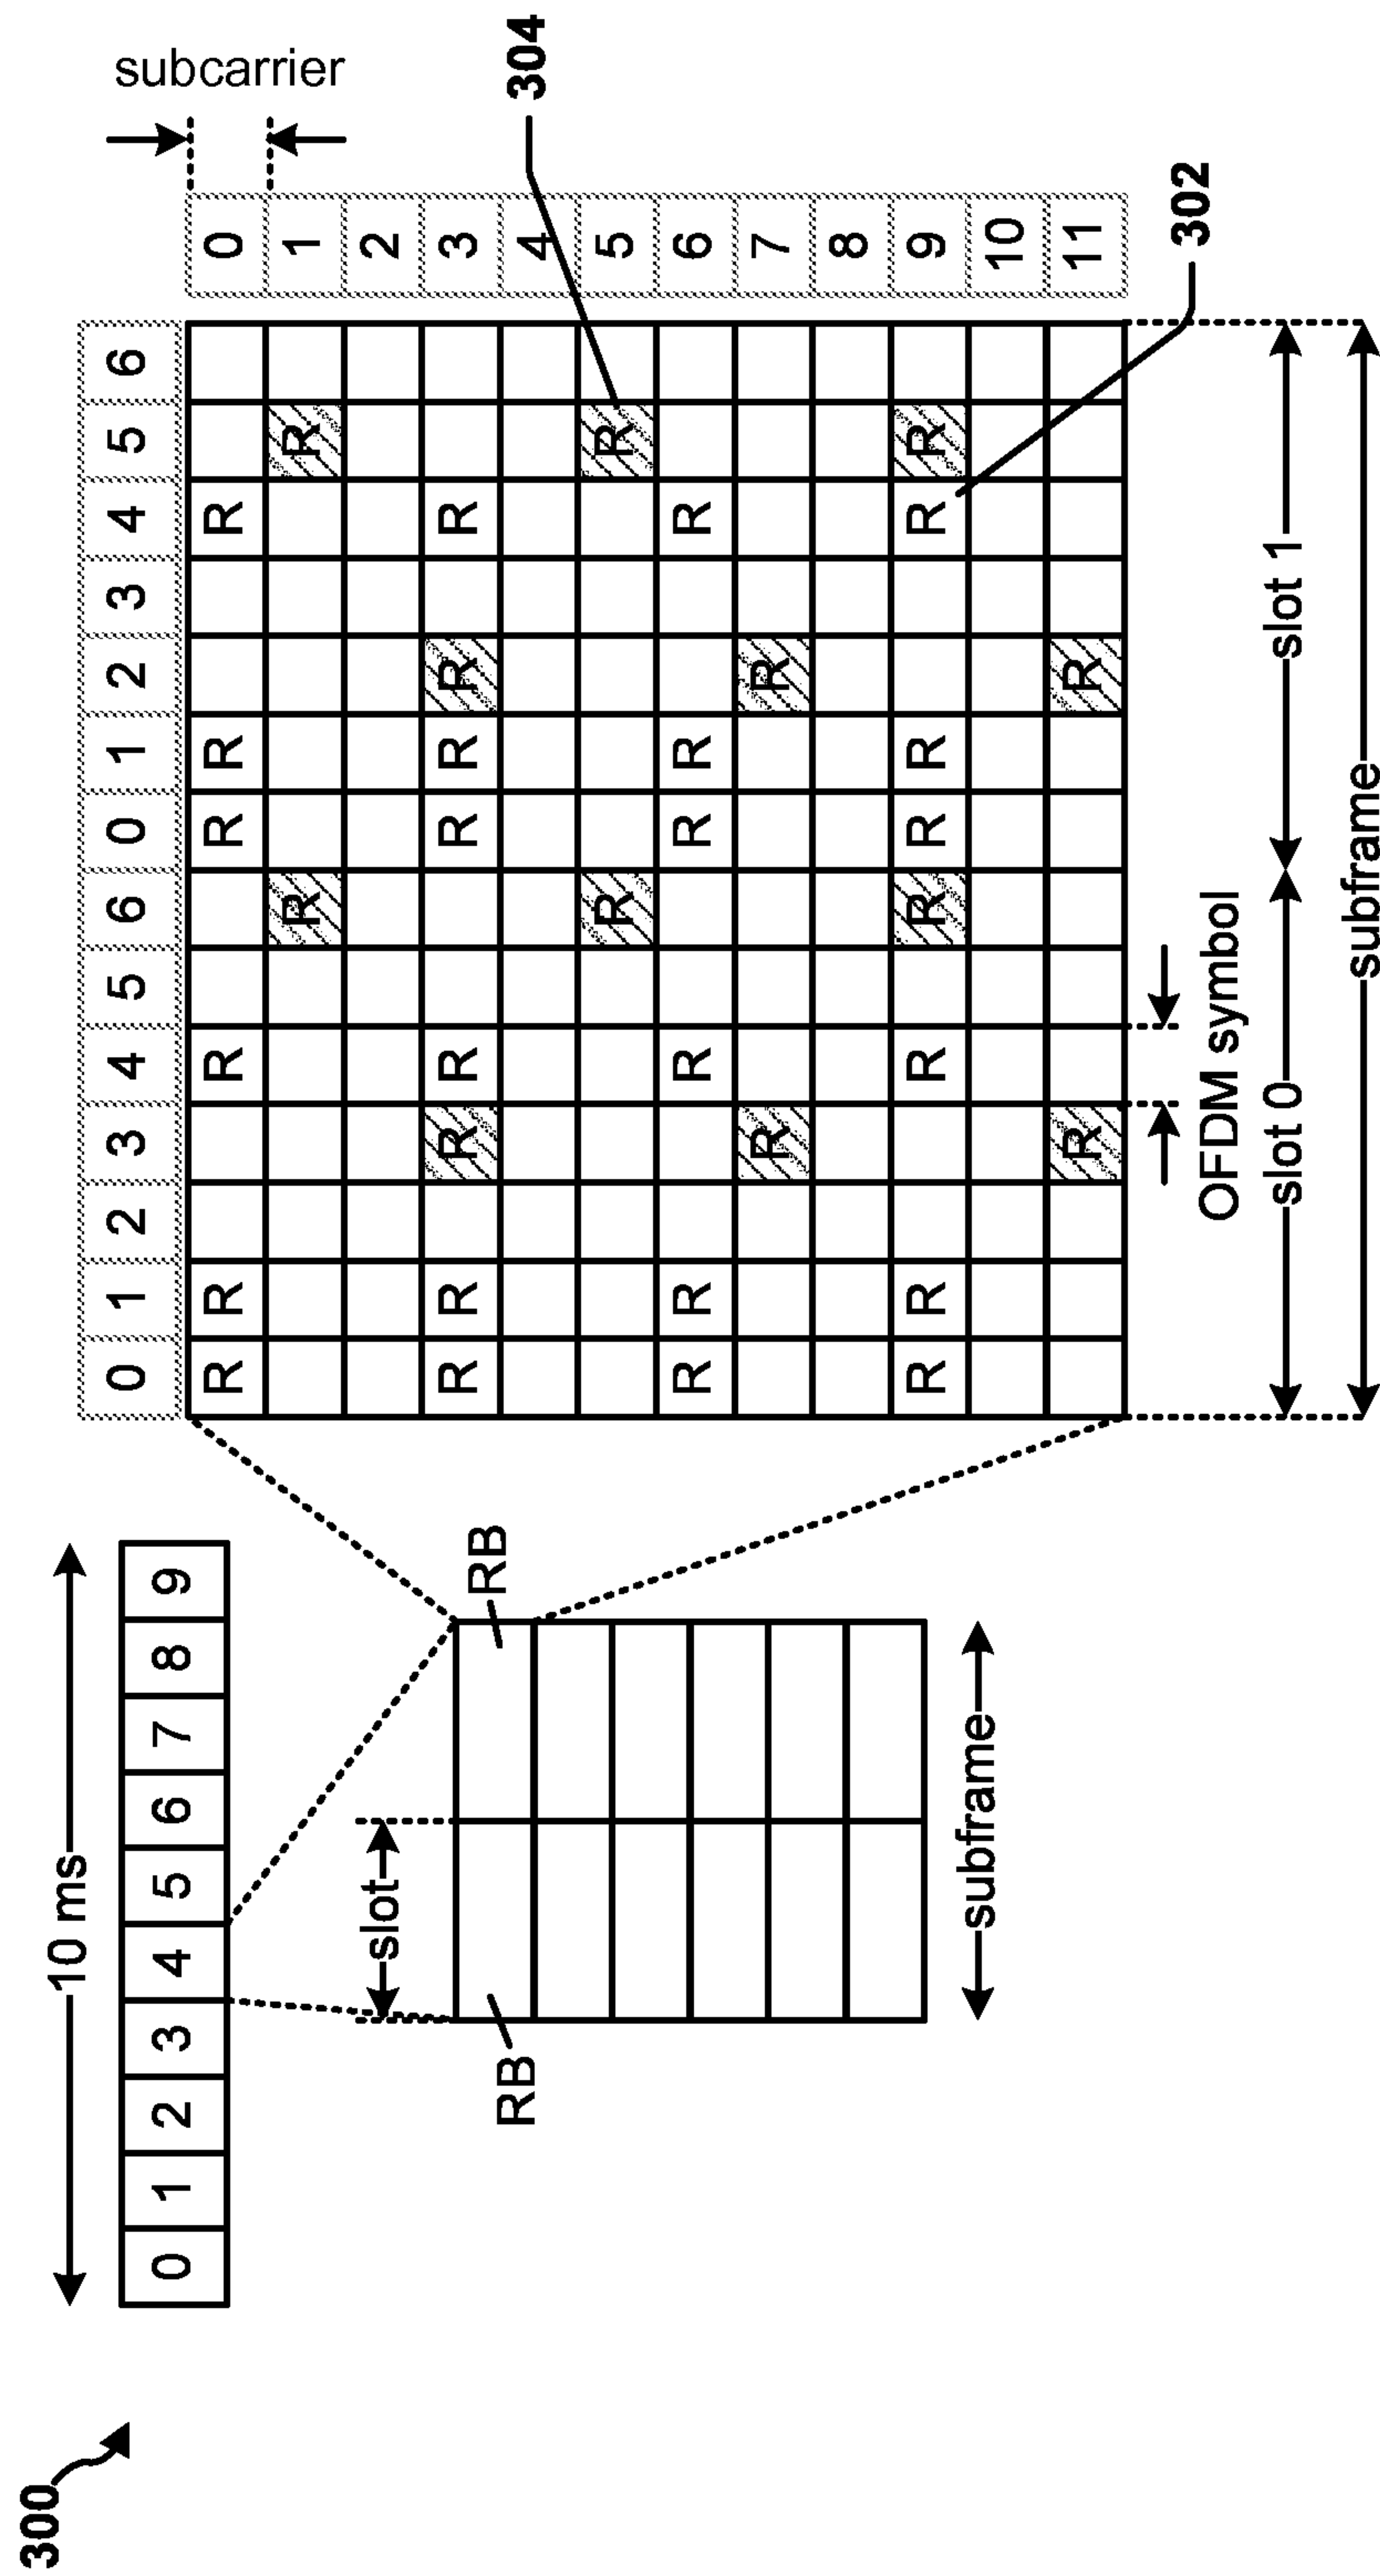 300
10 ms
0 1 2 3 4 5 6 7 8 9
slot
RB
RB
subframe
subcarrier
0 1 2 3 4 5 6 0 1 2 3 4 5 6
R R R R R R 0
R R 1
2
R R R R R R R R 3
4
R R 5
R R R R R R 6
R R 7
8
R R R R R R R R 9
10
R R 11
304
302
OFDM symbol
slot 0
slot 1
subframe